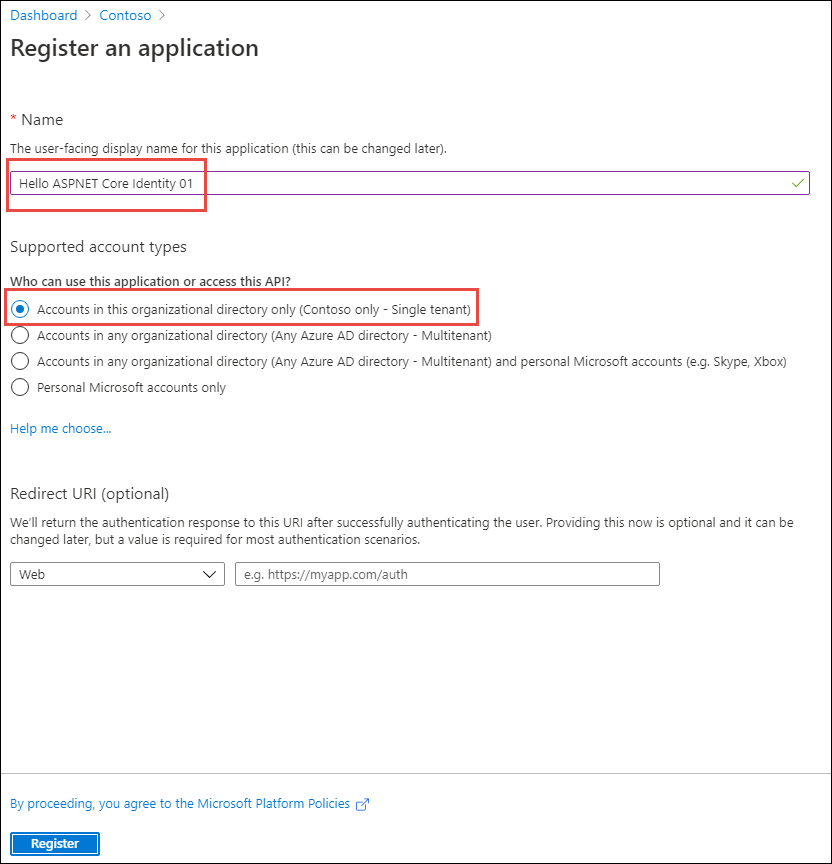 Dashboard > Contoso >
Register an application
* Name
The user-facing display name for this application (this can be changed later).
Hello ASPNET Core Identity 01
Supported account types
Who can use this application or access this API?
Accounts in this organizational directory only (Contoso only - Single tenant)
Accounts in any organizational directory (Any Azure AD directory - Multitenant)
Accounts in any organizational directory (Any Azure AD directory - Multitenant) and personal Microsoft accounts (e.g. Skype, Xbox)
Personal Microsoft accounts only
Help me choose...
Redirect URI (optional)
We'll return the authentication response to this URI after successfully authenticating the user. Providing this now is optional and it can be
changed later, but a value is required for most authentication scenarios.
Web e.g. https://myapp.com/auth
By proceeding, you agree to the Microsoft Platform Policies
Register